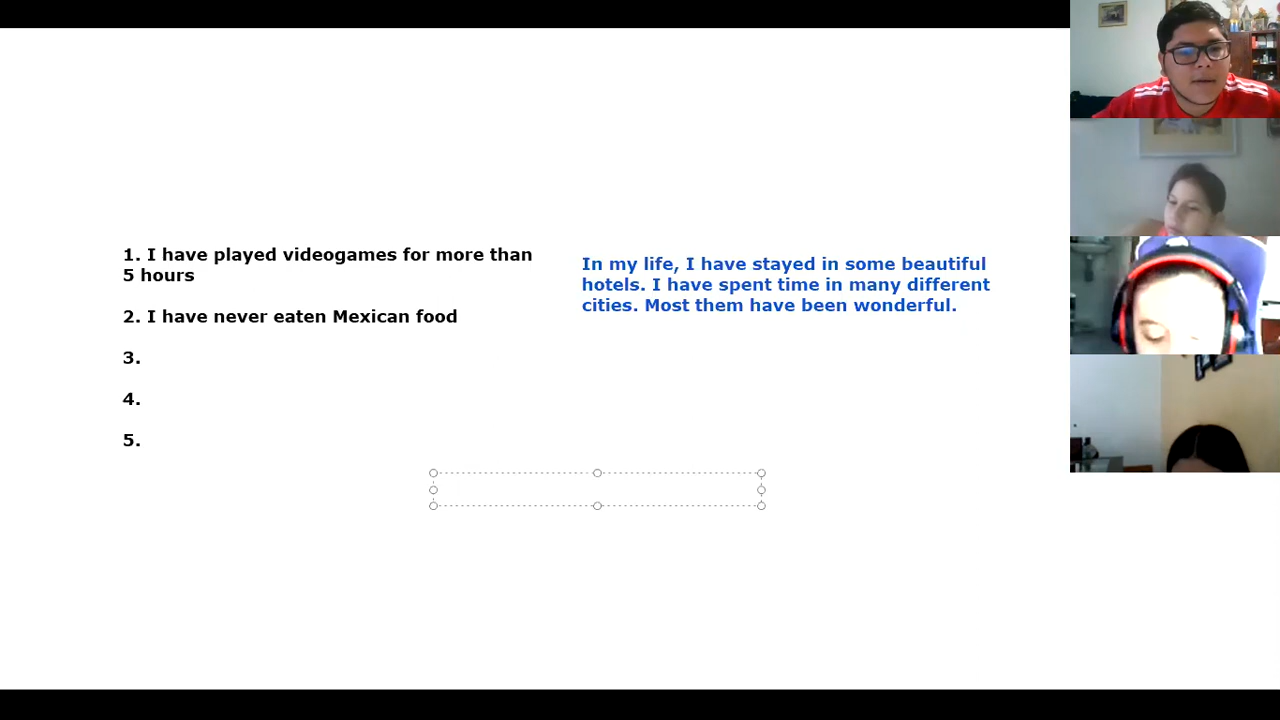 1. I have played videogames for more than
5 hours
2. I have never eaten Mexican food
3.
4.
5.
In my life, I have stayed in some beautiful
hotels. I have spent time in many different
cities. Most them have been wonderful.